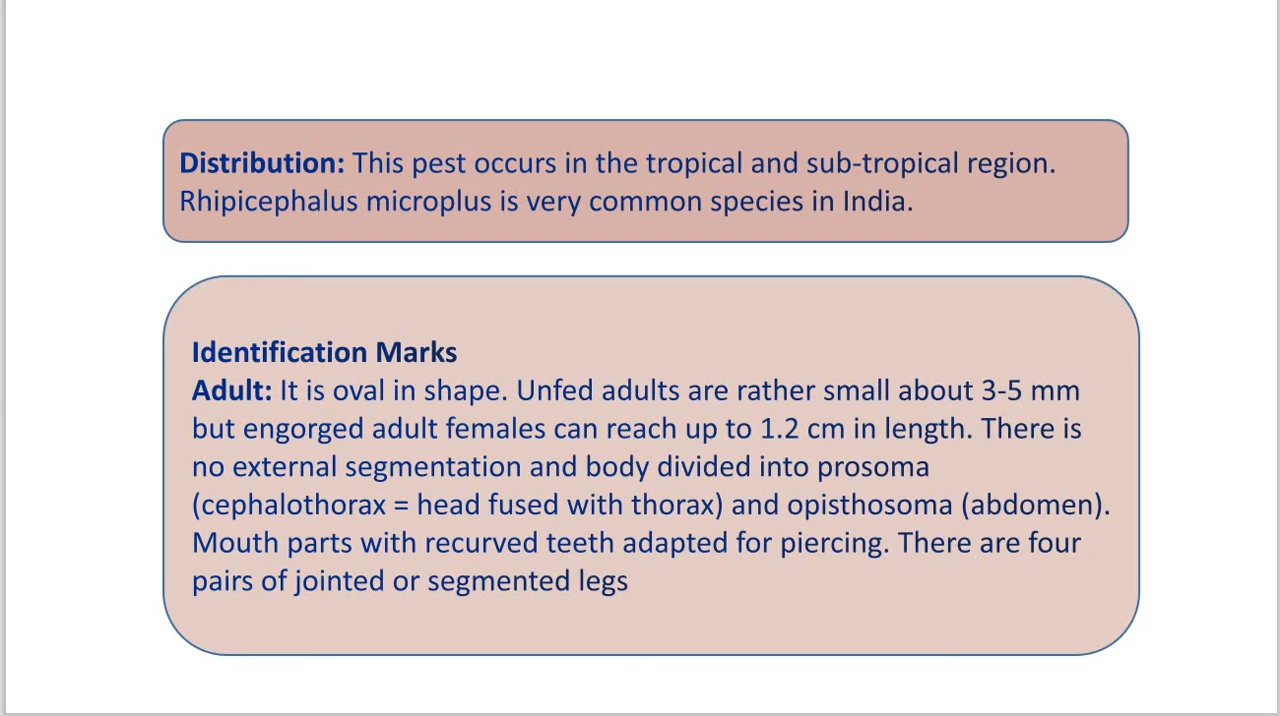 Distribution: This pest occurs in the tropical and sub-tropical region.
Rhipicephalus microplus is very common species in India.
Identification Marks
Adult: It is oval in shape. Unfed adults are rather small about 3-5 mm
but engorged adult females can reach up to 1.2 cm in length. There is
no external segmentation and body divided into prosoma
(cephalothorax = head fused with thorax) and opisthosoma (abdomen).
Mouth parts with recurved teeth adapted for piercing. There are four
pairs of jointed or segmented legs